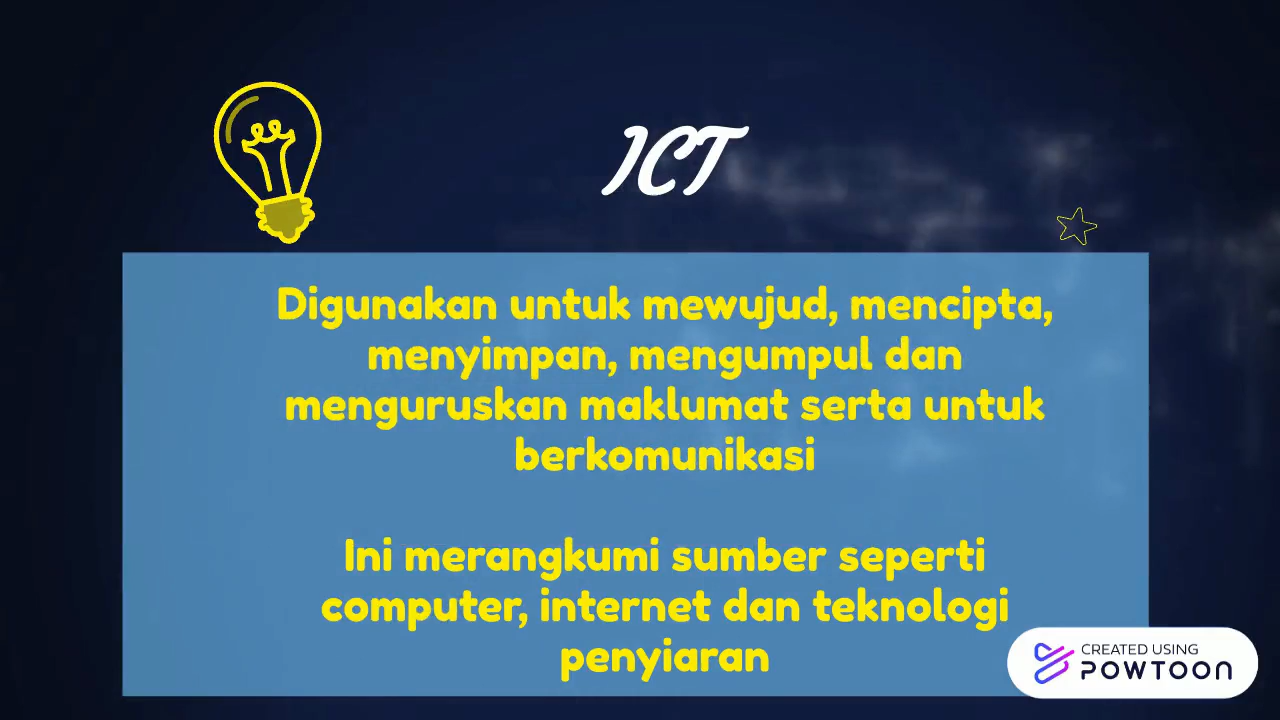 ICT
Digunakan untuk mewujud, mencipta,
menyimpan, mengumpul dan
menguruskan maklumat serta untuk
berkomunikasi
Ini merangkumi sumber seperti
computer, internet dan teknologi
penyiaran
CREATED USING
POWTOON